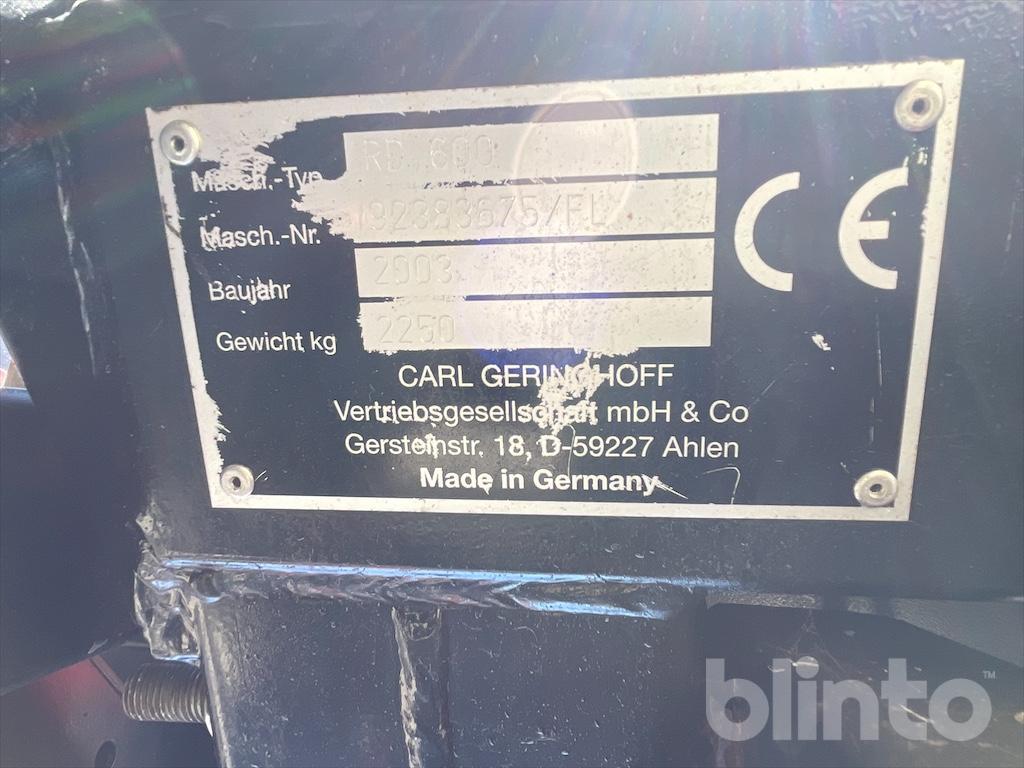 Masch.-Typ RD 600
Masch.-Nr. 92383675/FL
Baujahr 2003
Gewicht kg 2250
CE
CARL GERINGHOFF
Vertriebsgesellschaft mbH & Co
Gersteinstr. 18, D-59227 Ahlen
Made in Germany
blinto™